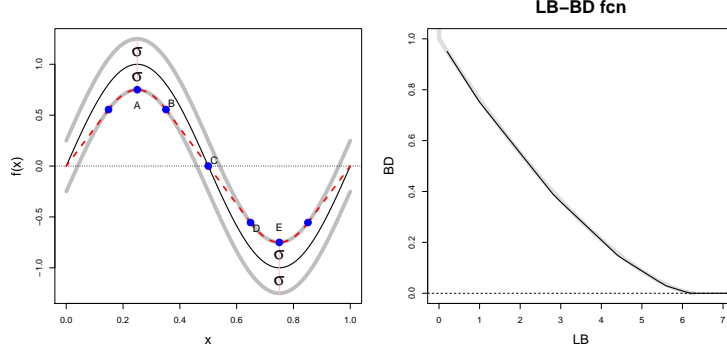 LB−BD fcn
f(x)
1.0
0.5
0.0
−0.5
−1.0
σ
σ
A
B
C
D
E
σ
σ
0.0 0.2 0.4 0.6 0.8 1.0
x
BD
1.0
0.8
0.6
0.4
0.2
0.0
0 1 2 3 4 5 6 7
LB